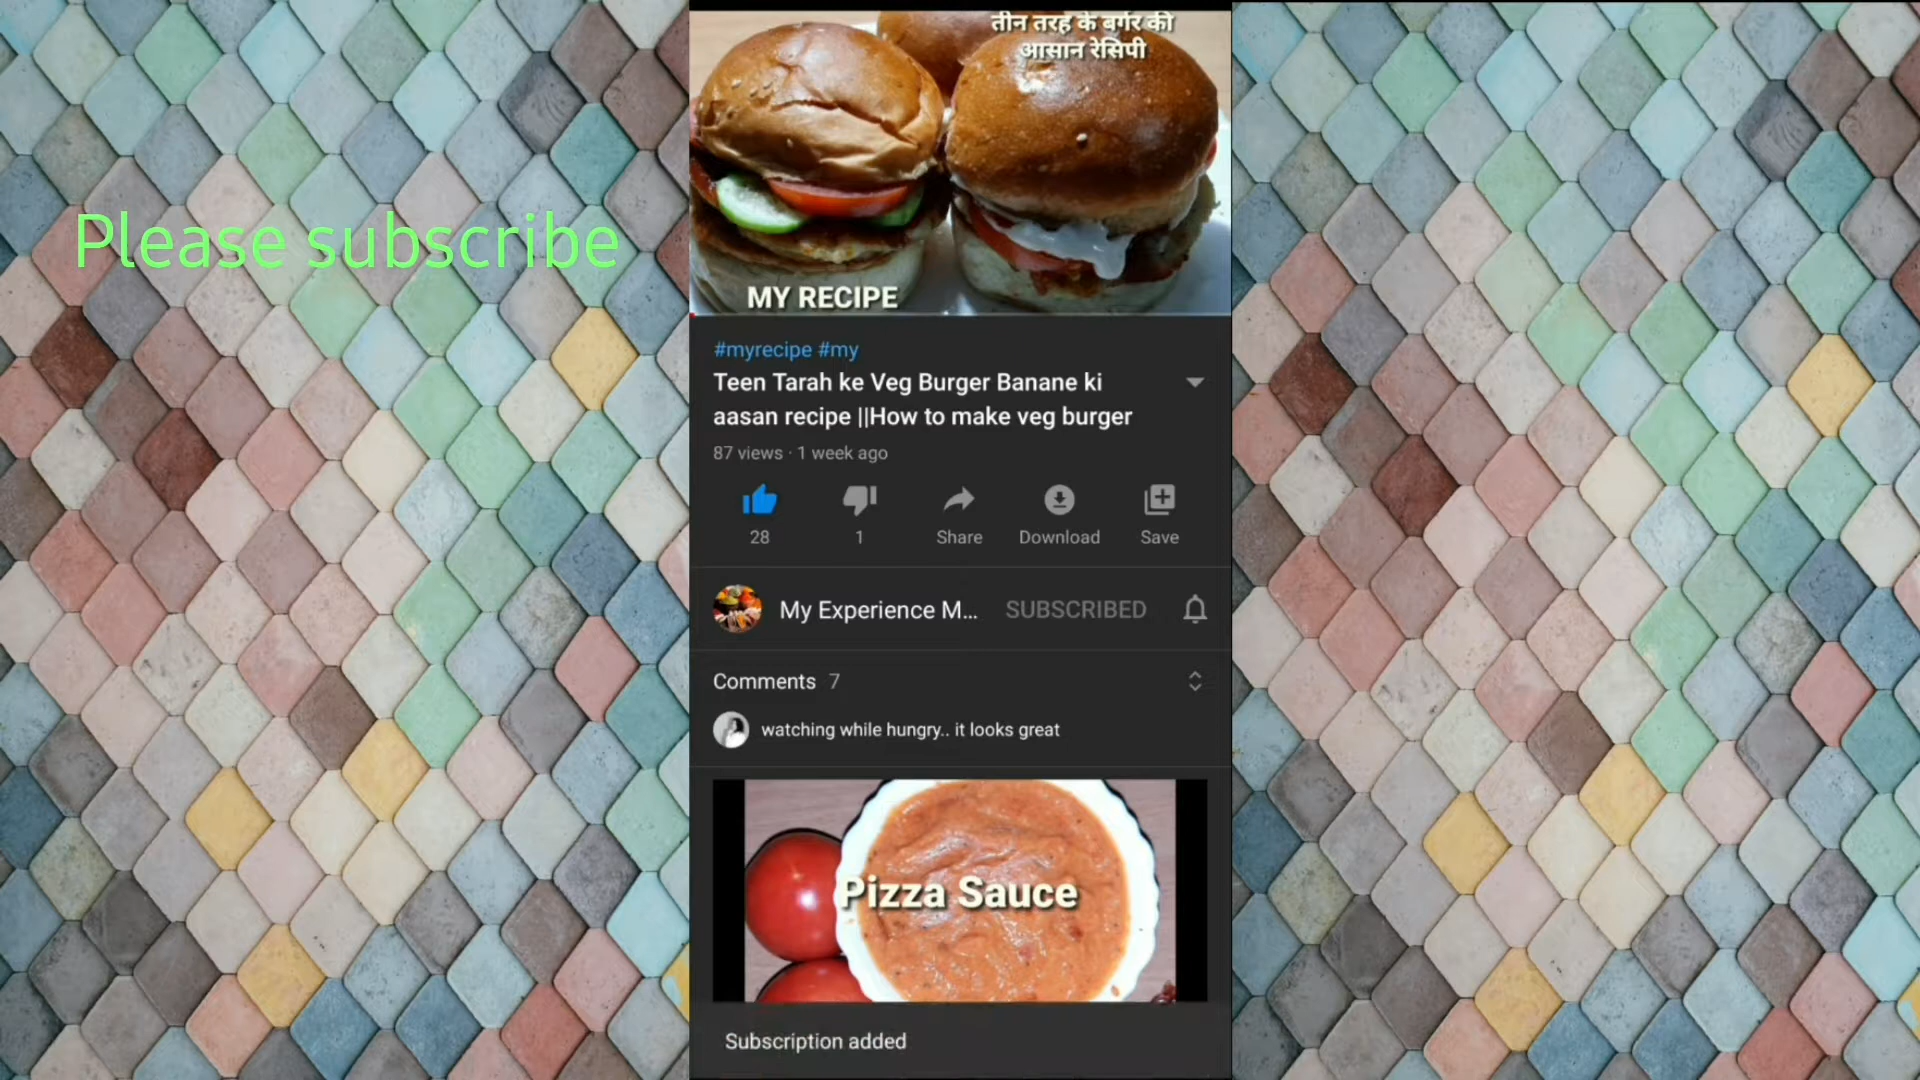 तीन तरह के बर्गर की
आसान रेसिपी
Please subscribe
MY RECIPE
#myrecipe #my
Teen Tarah ke Veg Burger Banane ki
aasan recipe ||How to make veg burger
87 views · 1 week ago
28
1
Share
Download
Save
My Experience M...
SUBSCRIBED
Comments 7
watching while hungry.. it looks great
Pizza Sauce
Subscription added